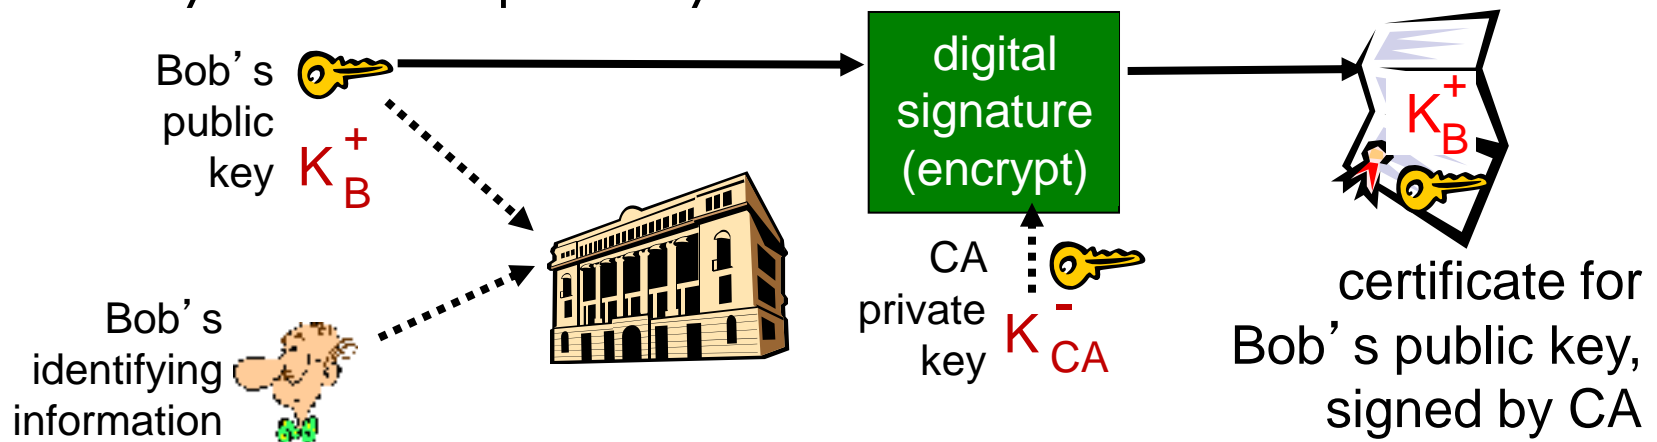 Bob's
public
key
K+B
digital
signature
(encrypt)
K+B
Bob's
identifying
information
CA
private
key
K-CA
certificate for
Bob's public key,
signed by CA